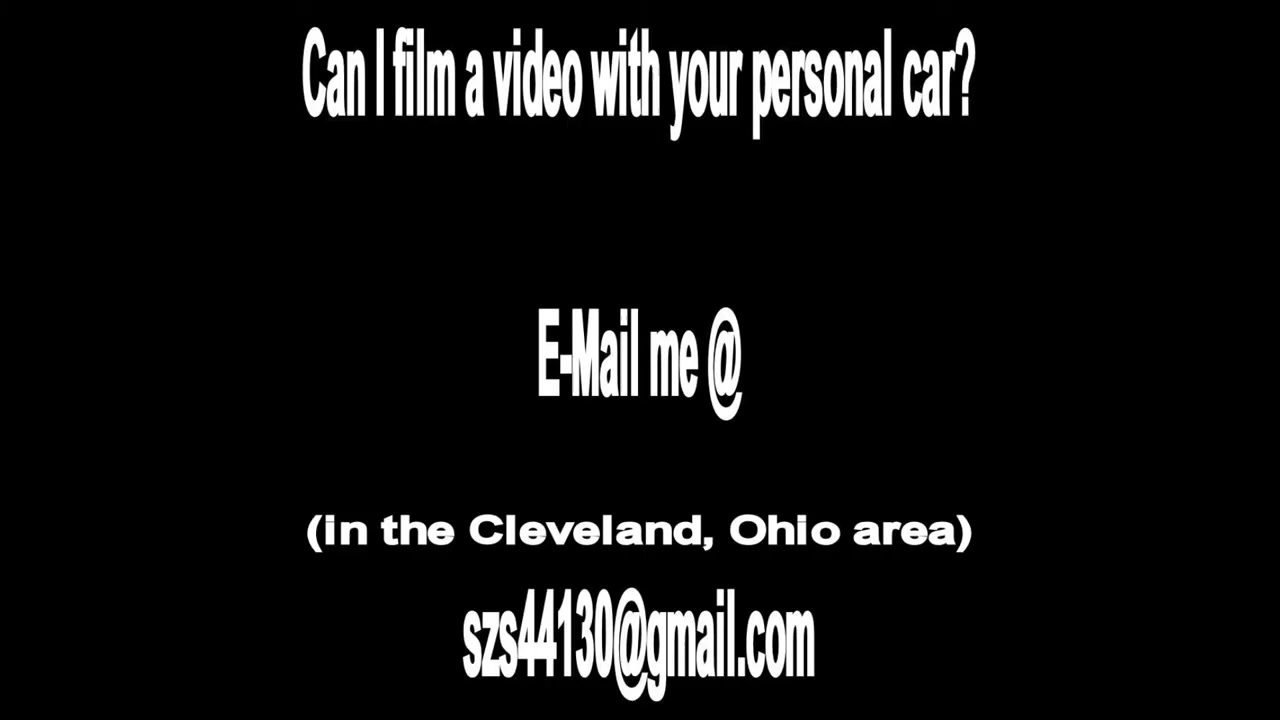 Can I film a video with your personal car?
E-Mail me @
(in the Cleveland, Ohio area)
szs44130@gmail.com